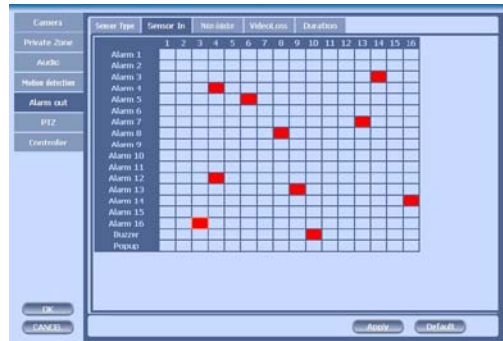 Camera
Private Zone
Audio
Motion detection
Alarm out
PTZ
Controller
Sensor Type Sensor In VideoLoss Duration
1 2 3 4 5 6 7 8 9 10 11 12 13 14 15 16
Alarm 1
Alarm 2
Alarm 3
Alarm 4
Alarm 5
Alarm 6
Alarm 7
Alarm 8
Alarm 9
Alarm 10
Alarm 11
Alarm 12
Alarm 13
Alarm 14
Alarm 15
Alarm 16
Buzzer
Popup
OK
CANCEL
Apply Default